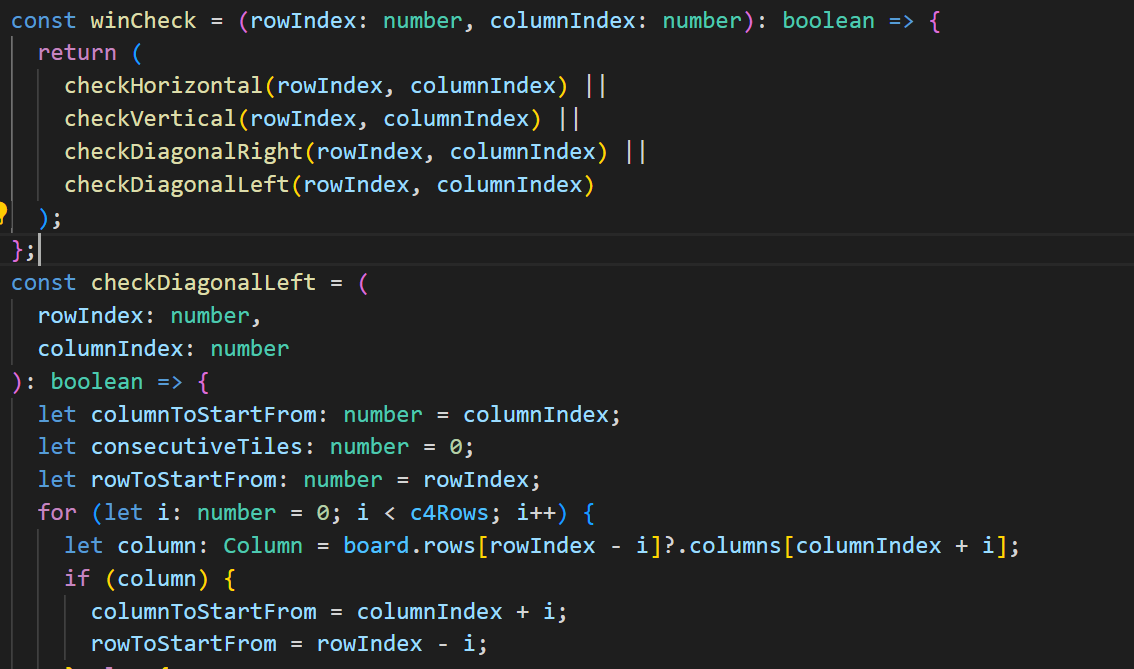 const winCheck = (rowIndex: number, columnIndex: number): boolean => {
  return (
    checkHorizontal(rowIndex, columnIndex) ||
    checkVertical(rowIndex, columnIndex) ||
    checkDiagonalRight(rowIndex, columnIndex) ||
    checkDiagonalLeft(rowIndex, columnIndex)
  );
};
const checkDiagonalLeft = (
  rowIndex: number,
  columnIndex: number
): boolean => {
  let columnToStartFrom: number = columnIndex;
  let consecutiveTiles: number = 0;
  let rowToStartFrom: number = rowIndex;
  for (let i: number = 0; i < c4Rows; i++) {
    let column: Column = board.rows[rowIndex - i]?.columns[columnIndex + i];
    if (column) {
      columnToStartFrom = columnIndex + i;
      rowToStartFrom = rowIndex - i;